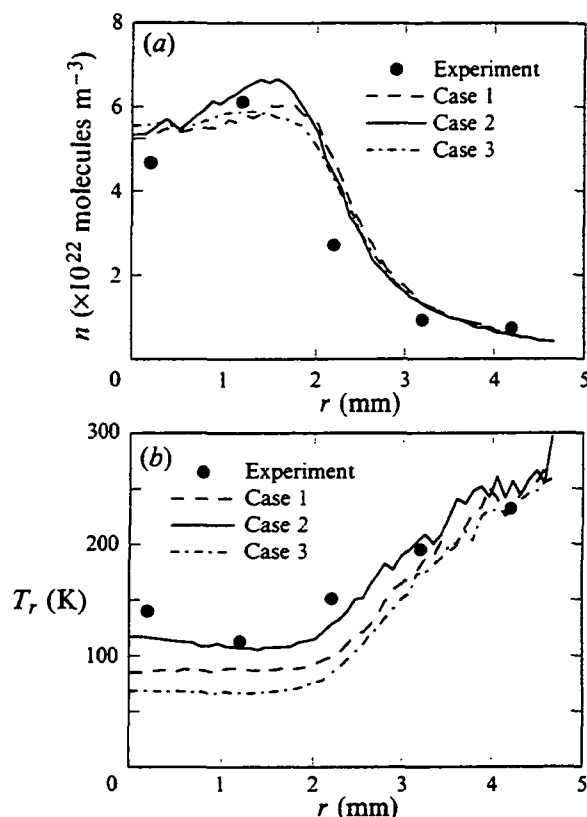 8
(a)
Experiment
Case 1
Case 2
Case 3
6
4
2
n (×10²² molecules m⁻³)
0 1 2 3 4 5
r (mm)
300
(b)
Experiment
Case 1
Case 2
Case 3
200
T_r (K)
100
0 1 2 3 4 5
r (mm)